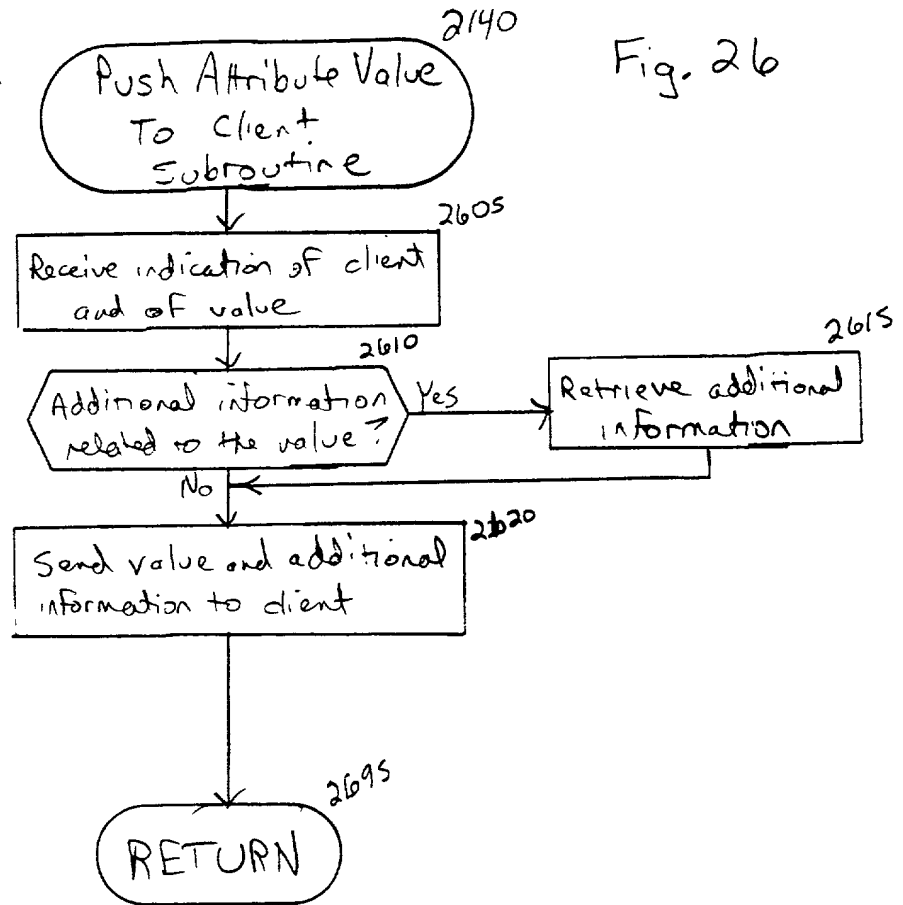 2140
Fig. 26
Push Attribute Value
To Client
Subroutine
2605
Receive indication of client
and of value
2610
Additional information
related to the value?
Yes
2615
Retrieve additional
information
No
2620
Send value and additional
information to client
2695
RETURN